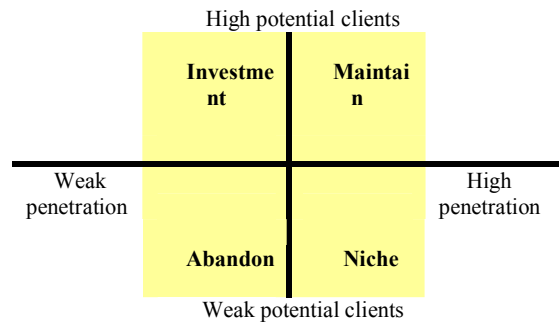 High potential clients
Investme
nt
Maintai
n
Weak
penetration
High
penetration
Abandon
Niche
Weak potential clients